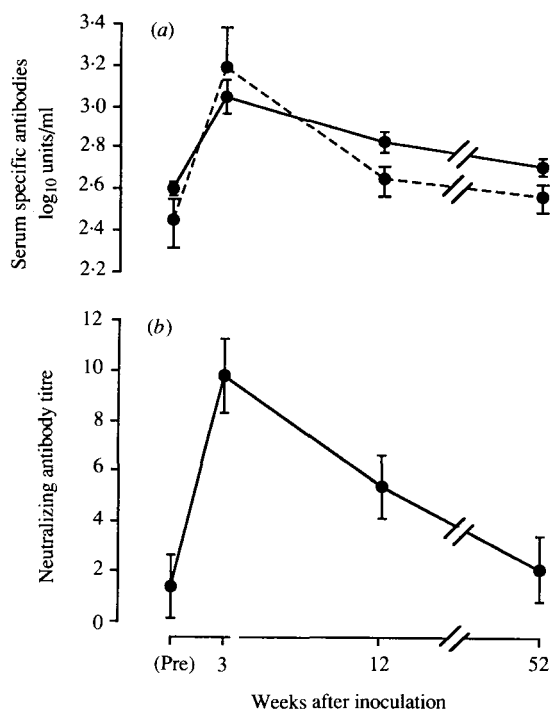 (a)
Serum specific antibodies
log10 units/ml
3·4
3·2
3·0
2·8
2·6
2·4
2·2
(b)
Neutralizing antibody titre
12
10
8
6
4
2
0
(Pre) 3 12 52
Weeks after inoculation